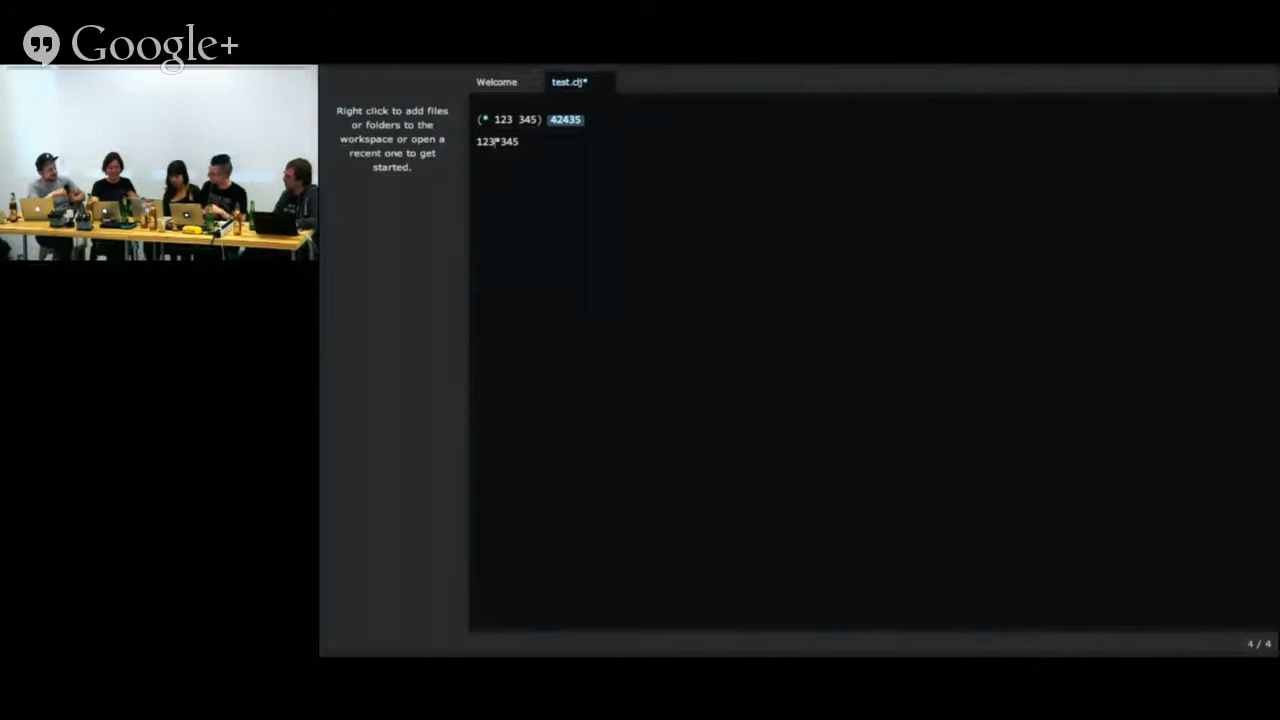 Google+
Welcome test.clj*
Right click to add files
or folders to the
workspace or open a
recent one to get
started.
(* 123 345) 42435
123*345
4 / 4